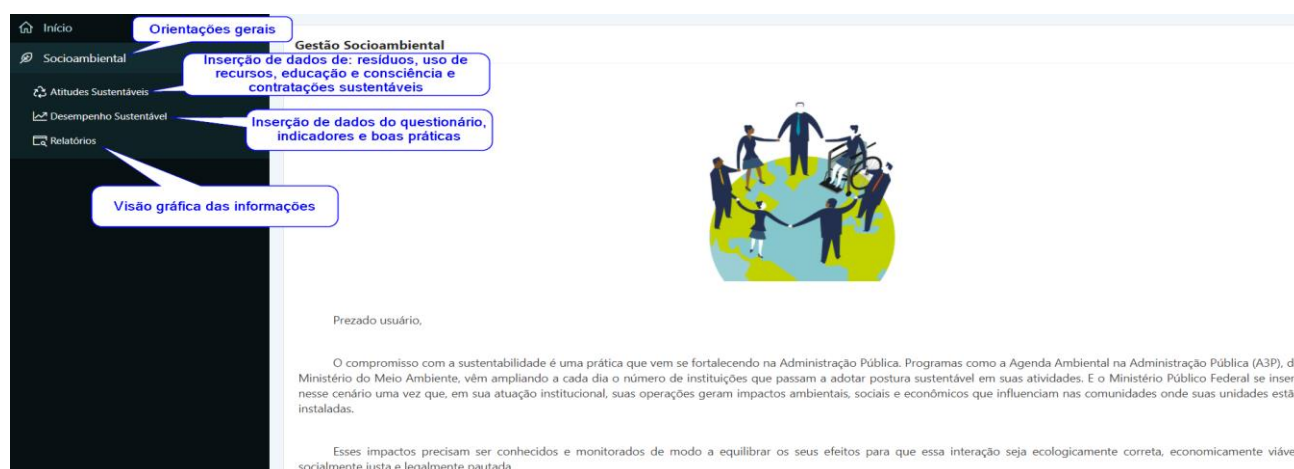 Início
Orientações gerais
Socioambiental
Inserção de dados de: resíduos, uso de
recursos, educação e consciência e
contratações sustentáveis
Atitudes Sustentáveis
Desempenho Sustentável
Inserção de dados do questionário,
indicadores e boas práticas
Relatórios
Visão gráfica das informações
Gestão Socioambiental
Prezado usuário,
O compromisso com a sustentabilidade é uma prática que vem se fortalecendo na Administração Pública. Programas como a Agenda Ambiental na Administração Pública (A3P), d
Ministério do Meio Ambiente, vêm ampliando a cada dia o número de instituições que passam a adotar postura sustentável em suas atividades. E o Ministério Público Federal se inser
nesse cenário uma vez que, em sua atuação institucional, suas operações geram impactos ambientais, sociais e econômicos que influenciam nas comunidades onde suas unidades estã
instaladas.
Esses impactos precisam ser conhecidos e monitorados de modo a equilibrar os seus efeitos para que essa interação seja ecologicamente correta, economicamente viáve
socialmente justa e legalmente pautada.